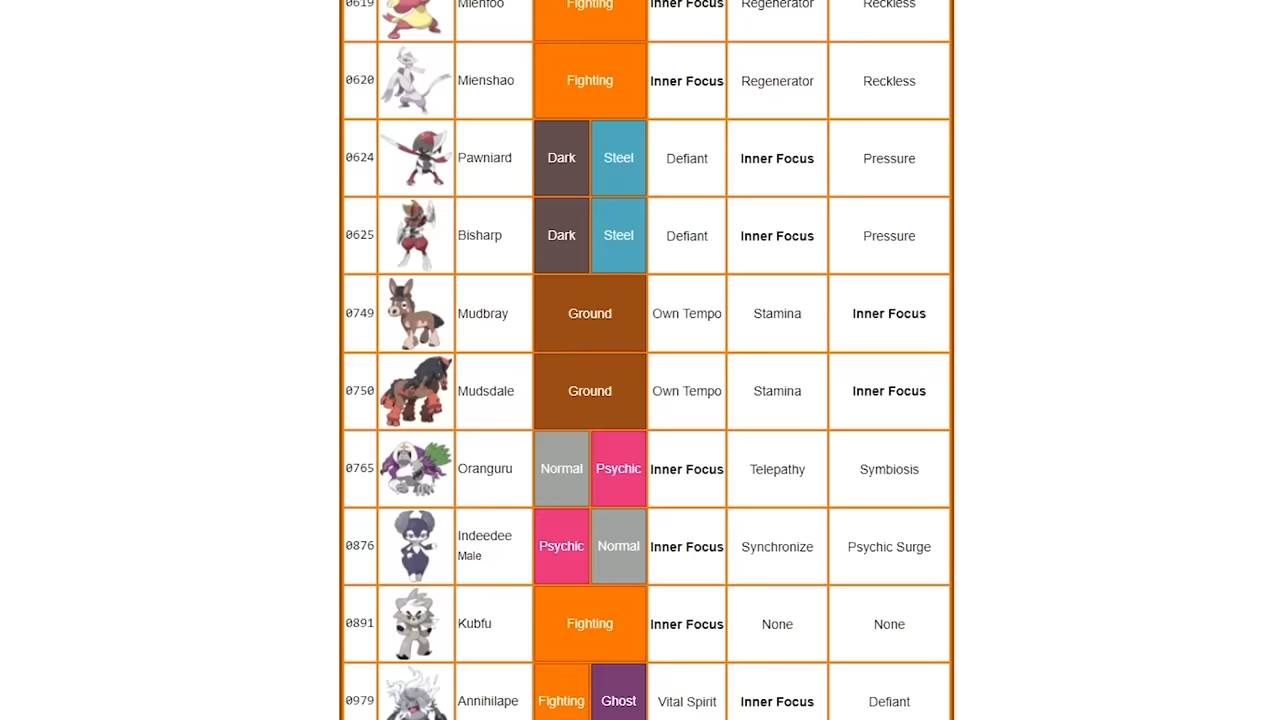 0619 Mienfoo Fighting Inner Focus Regenerator Reckless
0620 Mienshao Fighting Inner Focus Regenerator Reckless
0624 Pawniard Dark Steel Defiant Inner Focus Pressure
0625 Bisharp Dark Steel Defiant Inner Focus Pressure
0749 Mudbray Ground Own Tempo Stamina Inner Focus
0750 Mudsdale Ground Own Tempo Stamina Inner Focus
0765 Oranguru Normal Psychic Inner Focus Telepathy Symbiosis
0876 Indeedee Psychic Normal Inner Focus Synchronize Psychic Surge
Male
0891 Kubfu Fighting Inner Focus None None
0979 Annihilape Fighting Ghost Vital Spirit Inner Focus Defiant